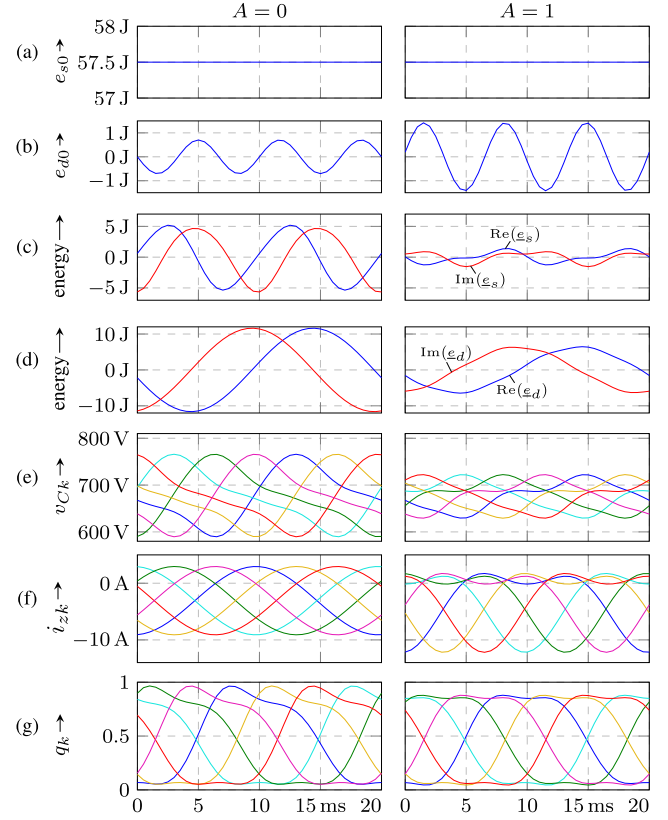 A = 0 A = 1
(a) e_{s0} → 58 J
57.5 J
57 J
(b) e_{d0} → 1 J
0 J
−1 J
(c) energy → 5 J
0 J
−5 J
Re(e_s)
Im(e_s)
(d) energy → 10 J
0 J
−10 J
Im(e_d)
Re(e_d)
(e) v_{Ck} → 800 V
700 V
600 V
(f) i_{zk} → 0 A
−10 A
(g) q_k → 1
0.5
0
0 5 10 15 ms 20 0 5 10 15 ms 20